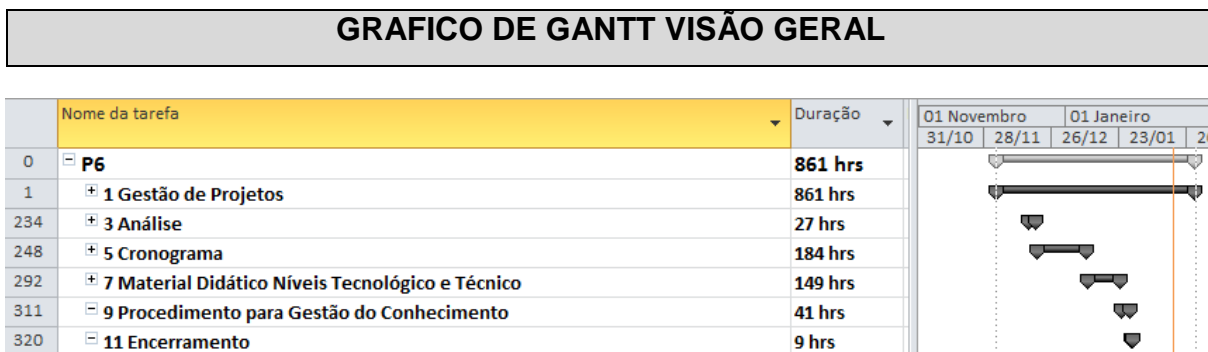 GRAFICO DE GANTT VISÃO GERAL
Nome da tarefa Duração 01 Novembro 01 Janeiro
31/10 28/11 26/12 23/01
0 P6 861 hrs
1 1 Gestão de Projetos 861 hrs
234 3 Análise 27 hrs
248 5 Cronograma 184 hrs
292 7 Material Didático Níveis Tecnológico e Técnico 149 hrs
311 9 Procedimento para Gestão do Conhecimento 41 hrs
320 11 Encerramento 9 hrs